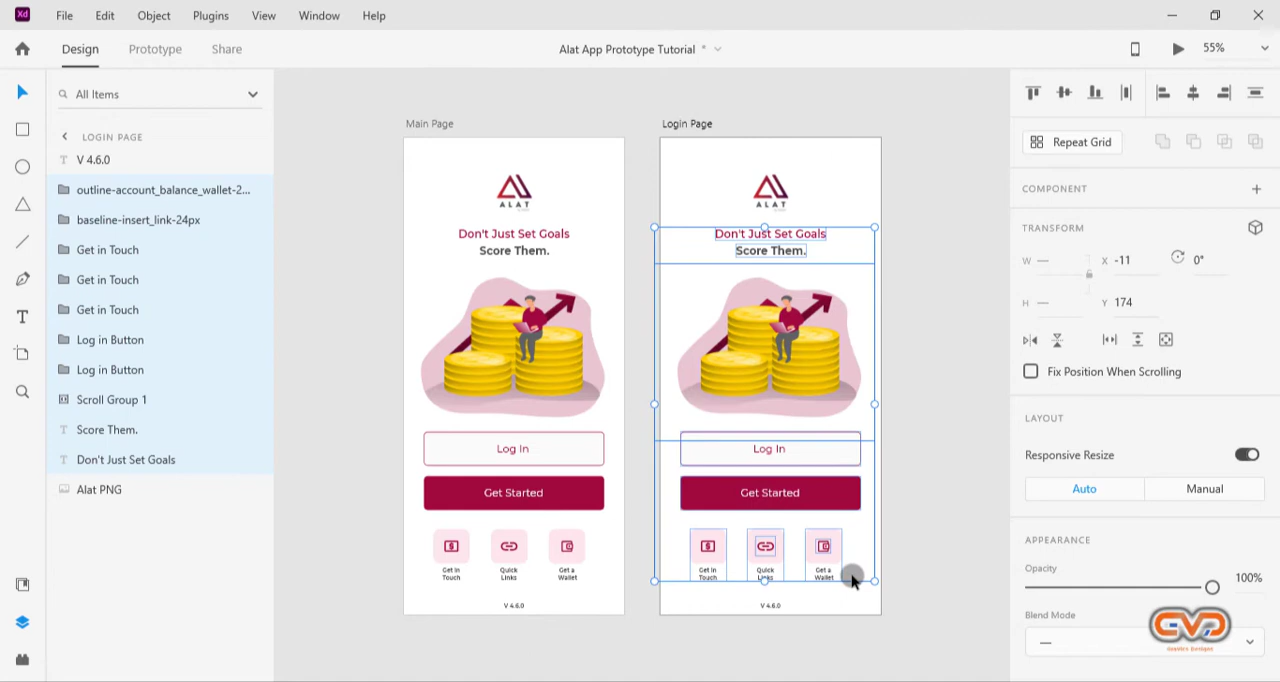 Xd File Edit Object Plugins View Window Help
Design Prototype Share Alat App Prototype Tutorial * 55%
All Items
LOGIN PAGE
V 4.6.0
outline-account_balance_wallet-2...
baseline-insert_link-24px
Get in Touch
Get in Touch
Get in Touch
Log in Button
Log in Button
Scroll Group 1
Score Them.
Don't Just Set Goals
Alat PNG
Main Page
ALAT
Don't Just Set Goals
Score Them.
Log In
Get Started
Get in
Touch
Quick
Links
Get a
Wallet
V 4.6.0
Login Page
ALAT
Don't Just Set Goals
Score Them.
Log In
Get Started
Get in
Touch
Quick
Links
Get a
Wallet
V 4.6.0
Repeat Grid
COMPONENT
TRANSFORM
W — X -11 0°
H — Y 174
Fix Position When Scrolling
LAYOUT
Responsive Resize
Auto Manual
APPEARANCE
Opacity
100%
Blend Mode
—